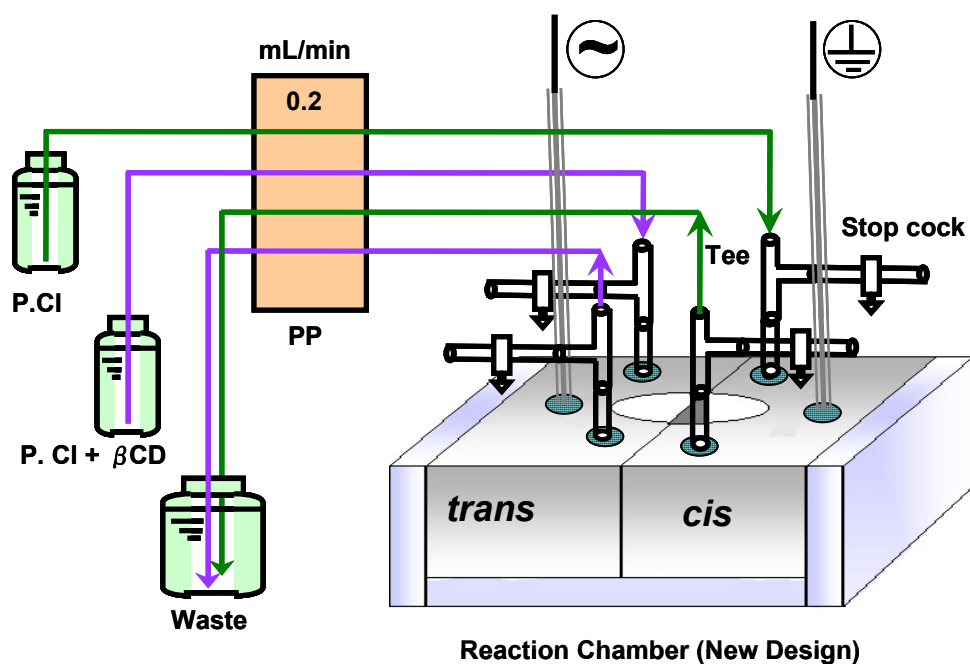 mL/min
0.2
P.Cl
Stop cock
Tee
PP
P. Cl + βCD
trans
cis
Waste
Reaction Chamber (New Design)